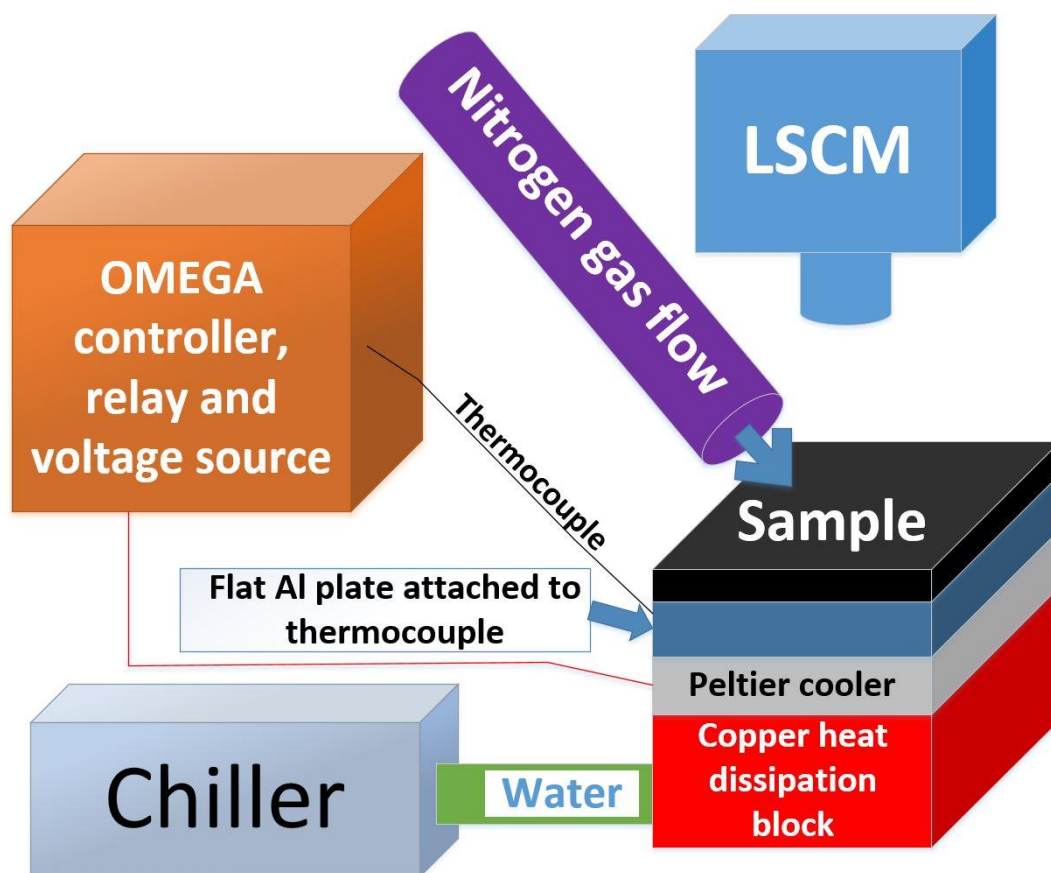 Nitrogen gas flow
LSCM
OMEGA
controller,
relay and
voltage source
Thermocouple
Sample
Flat Al plate attached to
thermocouple
Peltier cooler
Copper heat
dissipation
block
Chiller
Water